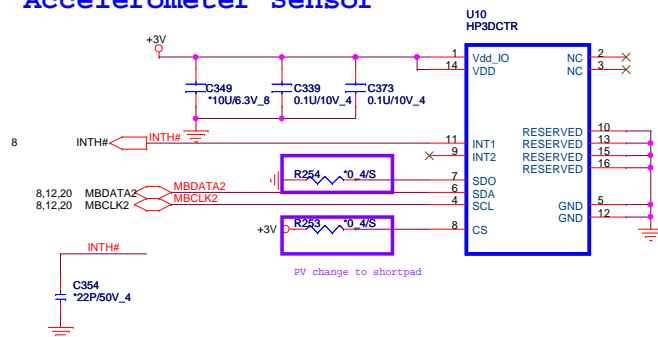 Accelerometer Sensor
U10
HP3DCTR
+3V
1 Vdd_IO NC 2
14 VDD NC 3
C349
*10U/6.3V_8
C339
0.1U/10V_4
C373
0.1U/10V_4
8 INTH# INTH# 11 INT1
9 INT2
RESERVED 10
RESERVED 13
RESERVED 15
RESERVED 16
R254 *0_4/S 7 SDO
8,12,20 MBDATA2 MBDATA2 6 SDA
8,12,20 MBCLK2 MBCLK2 4 SCL
GND 5
GND 12
+3V R253 *0_4/S 8 CS
INTH#
PV change to shortpad
C354
*22P/50V_4